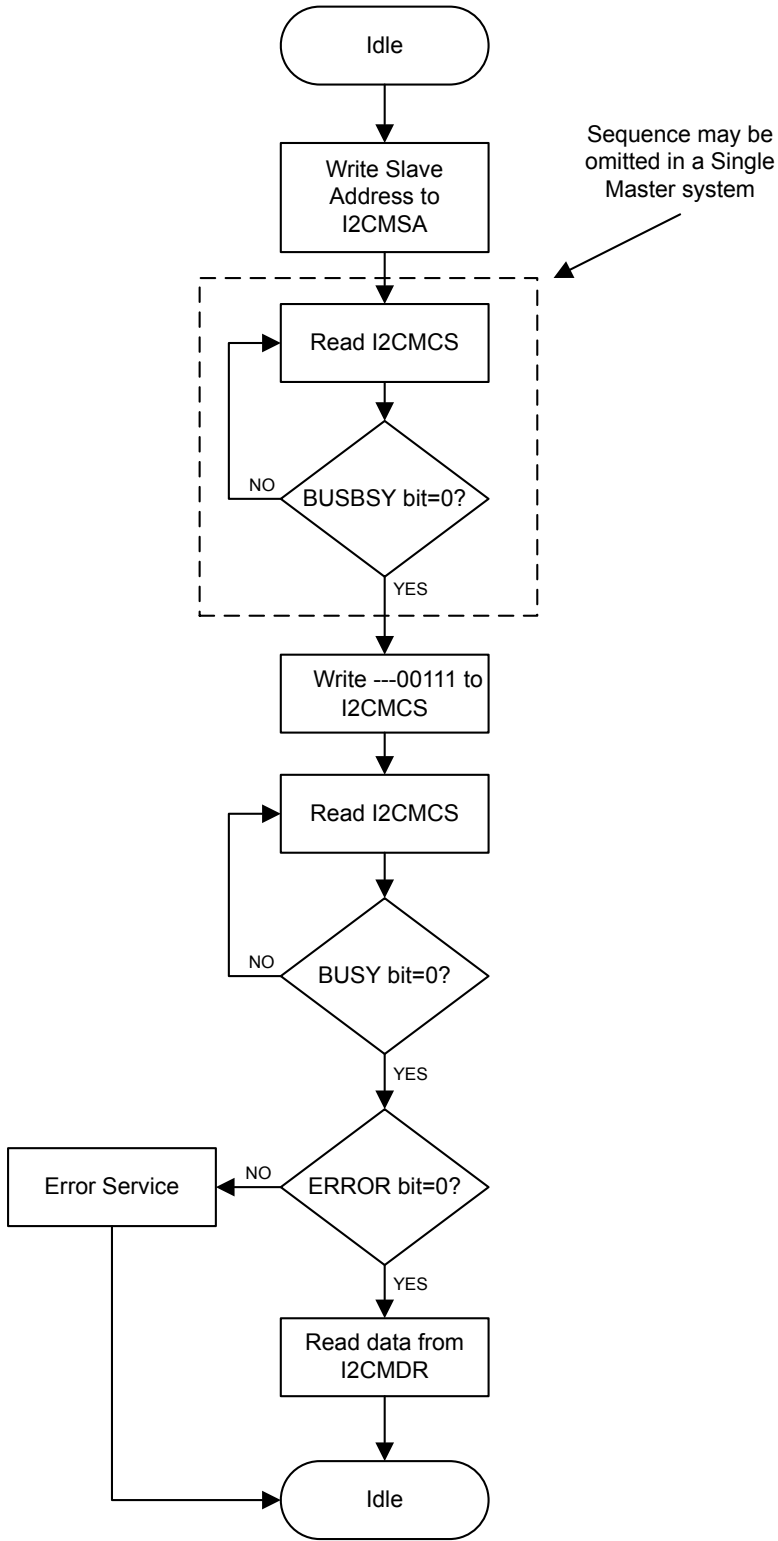 Idle
Write Slave
Address to
I2CMSA
Sequence may be
omitted in a Single
Master system
Read I2CMCS
BUSBSY bit=0?
NO
YES
Write ---00111 to
I2CMCS
Read I2CMCS
BUSY bit=0?
NO
YES
ERROR bit=0?
NO
Error Service
YES
Read data from
I2CMDR
Idle